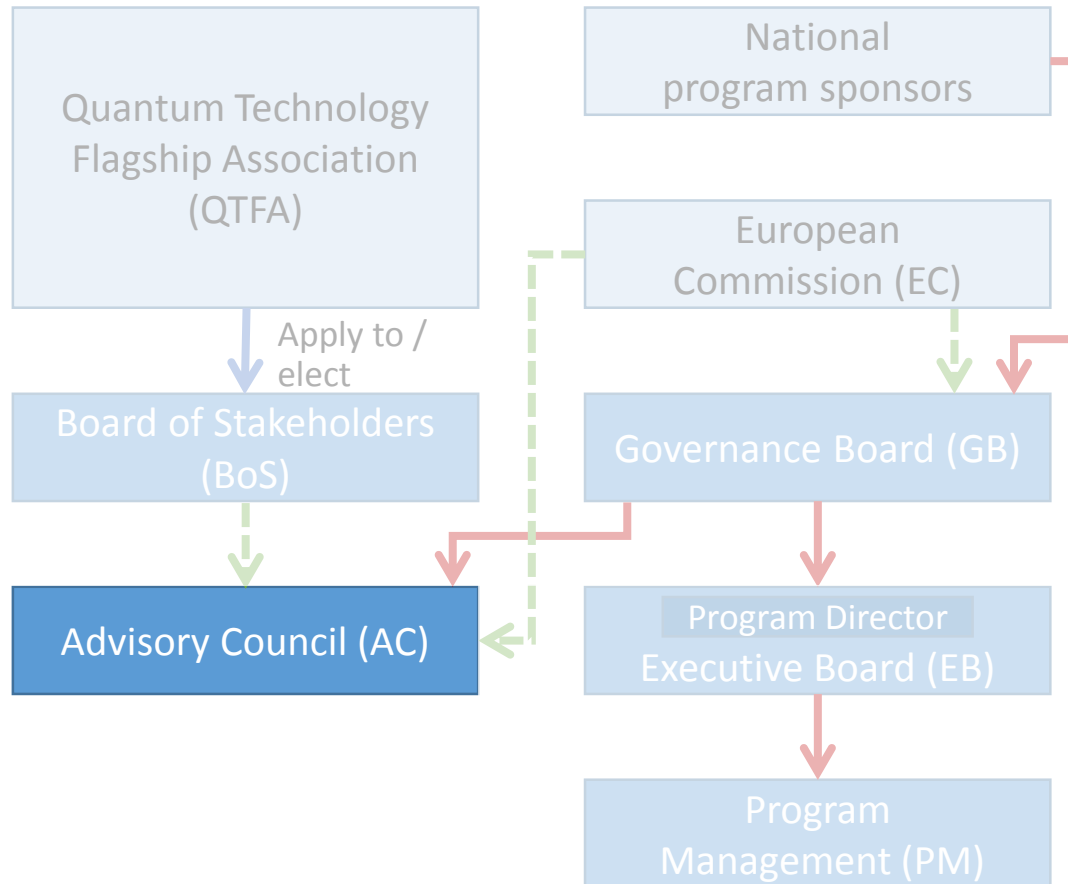 Quantum Technology
Flagship Association
(QTFA)
National
program sponsors
European
Commission (EC)
Apply to /
elect
Board of Stakeholders
(BoS)
Governance Board (GB)
Advisory Council (AC)
Program Director
Executive Board (EB)
Program
Management (PM)